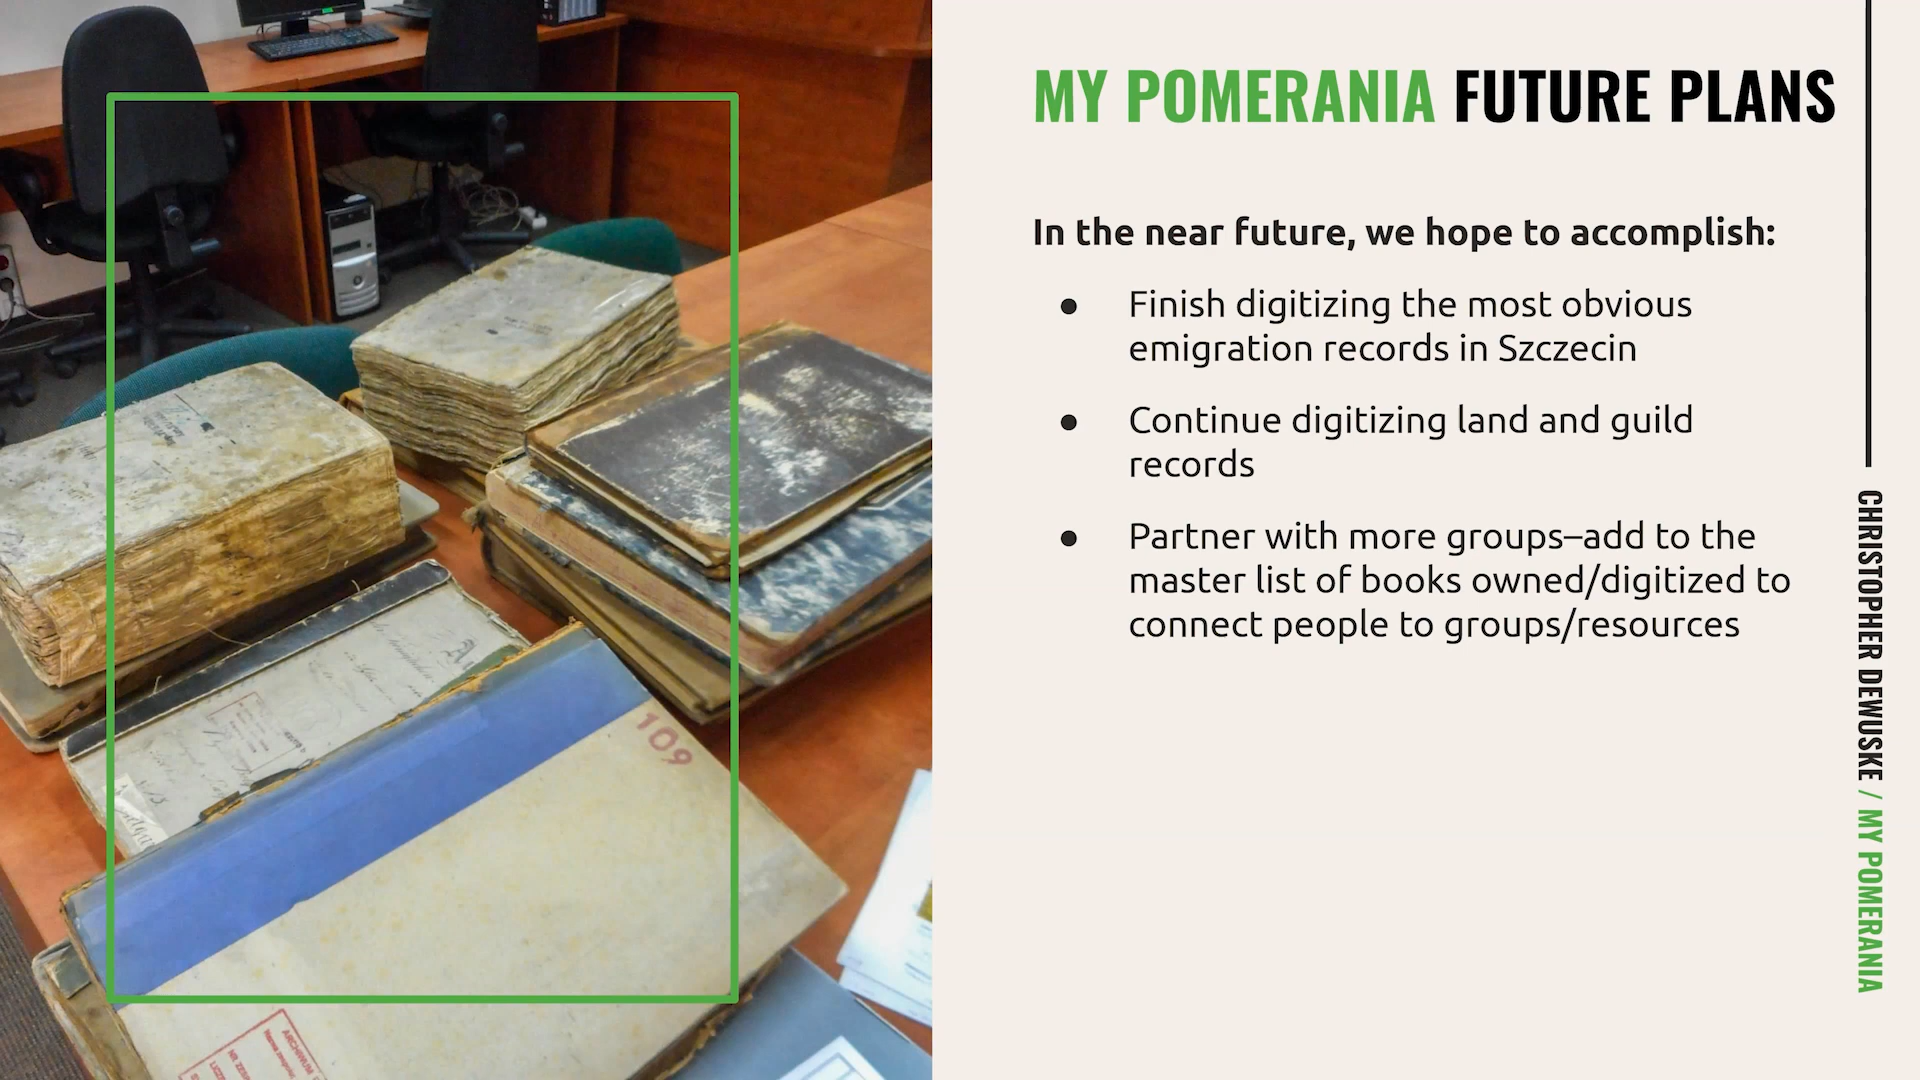 MY POMERANIA FUTURE PLANS
In the near future, we hope to accomplish:
● Finish digitizing the most obvious
emigration records in Szczecin
● Continue digitizing land and guild
records
● Partner with more groups–add to the
master list of books owned/digitized to
connect people to groups/resources
CHRISTOPHER DEWUSKE / MY POMERANIA
109